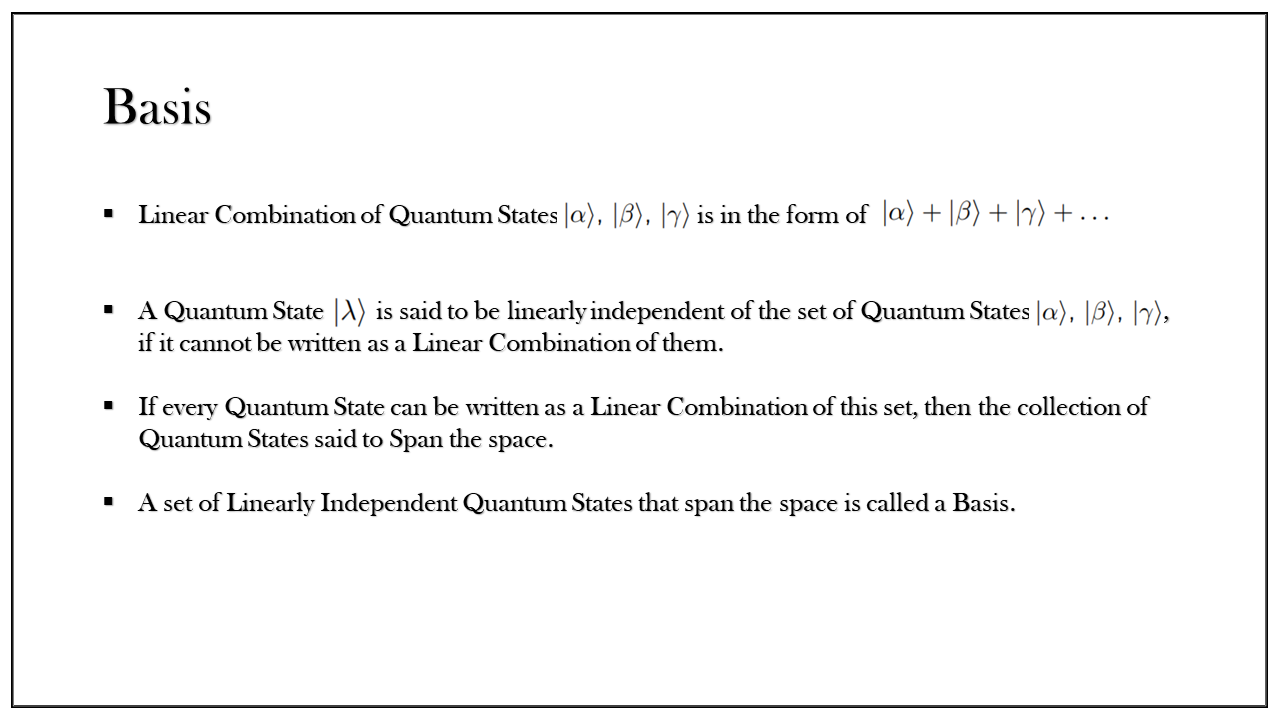 Basis
▪ Linear Combination of Quantum States |α⟩, |β⟩, |γ⟩ is in the form of |α⟩ + |β⟩ + |γ⟩ + . . .
▪ A Quantum State |λ⟩ is said to be linearly independent of the set of Quantum States |α⟩, |β⟩, |γ⟩,
if it cannot be written as a Linear Combination of them.
▪ If every Quantum State can be written as a Linear Combination of this set, then the collection of
Quantum States said to Span the space.
▪ A set of Linearly Independent Quantum States that span the space is called a Basis.